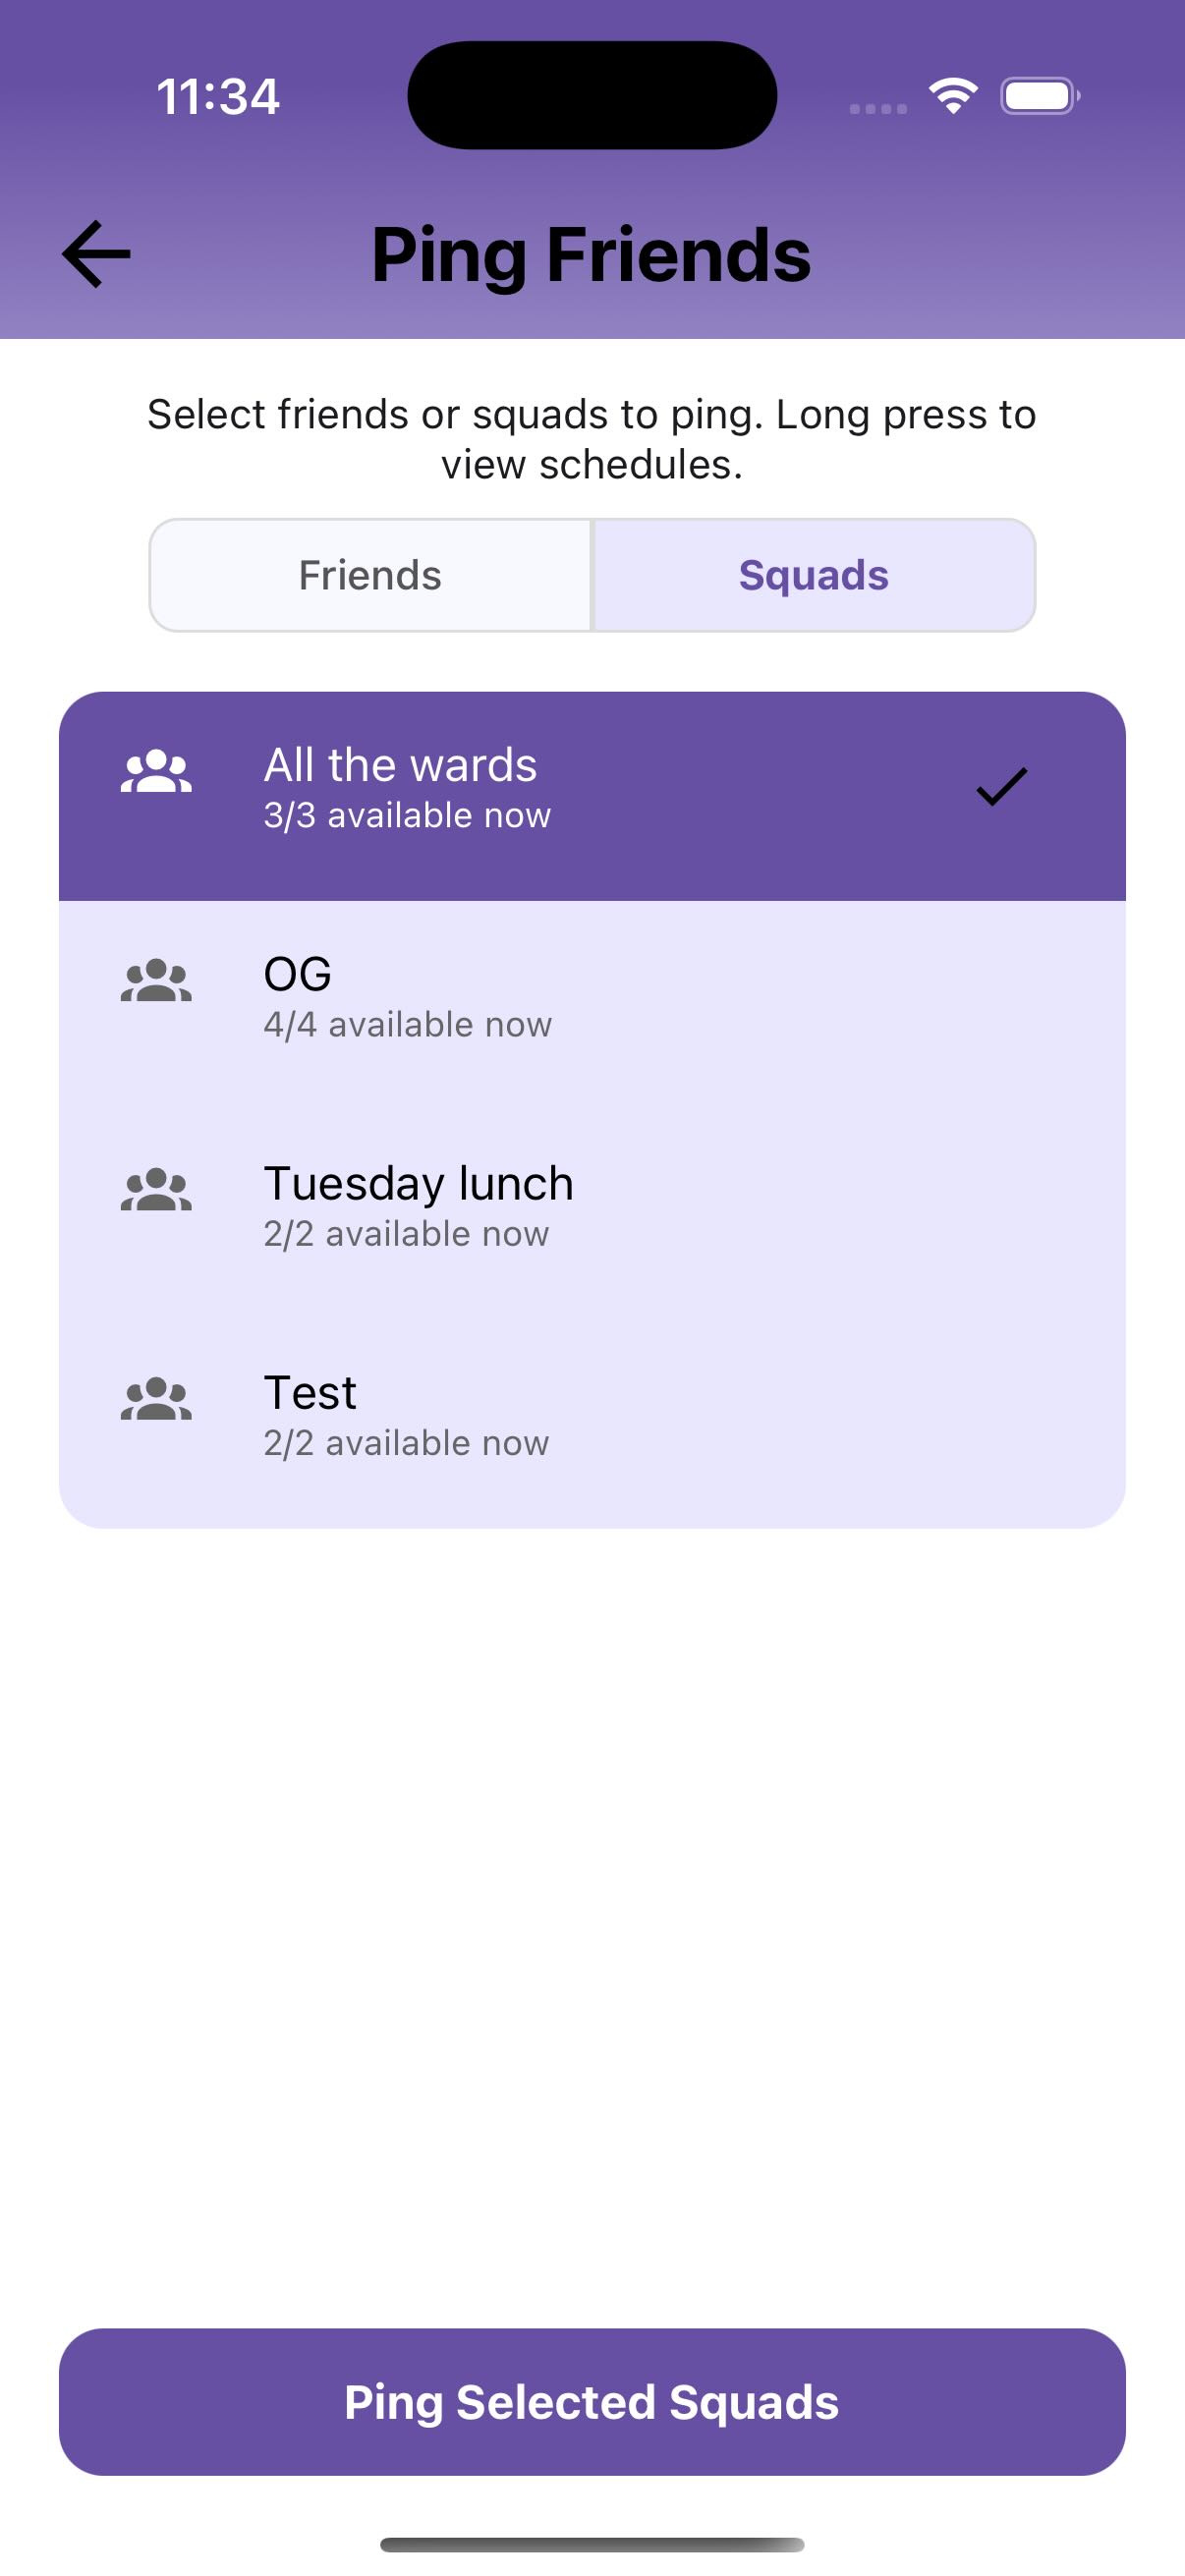 11:34
Ping Friends
Select friends or squads to ping. Long press to
view schedules.
Friends
Squads
All the wards
3/3 available now
OG
4/4 available now
Tuesday lunch
2/2 available now
Test
2/2 available now
Ping Selected Squads